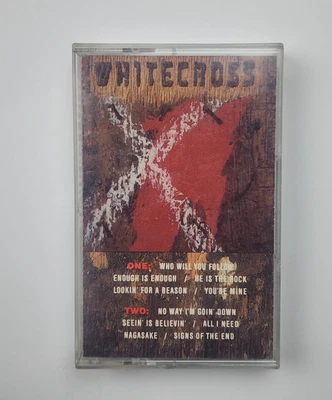 WHITECROSS
ONE: WHO WILL YOU FOLLOW
ENOUGH IS ENOUGH / HE IS THE ROCK
LOOKIN' FOR A REASON / YOU'RE MINE
TWO: NO WAY I'M GOIN' DOWN
SEEIN' IS BELIEVIN' / ALL I NEED
NAGASAKE / SIGNS OF THE END